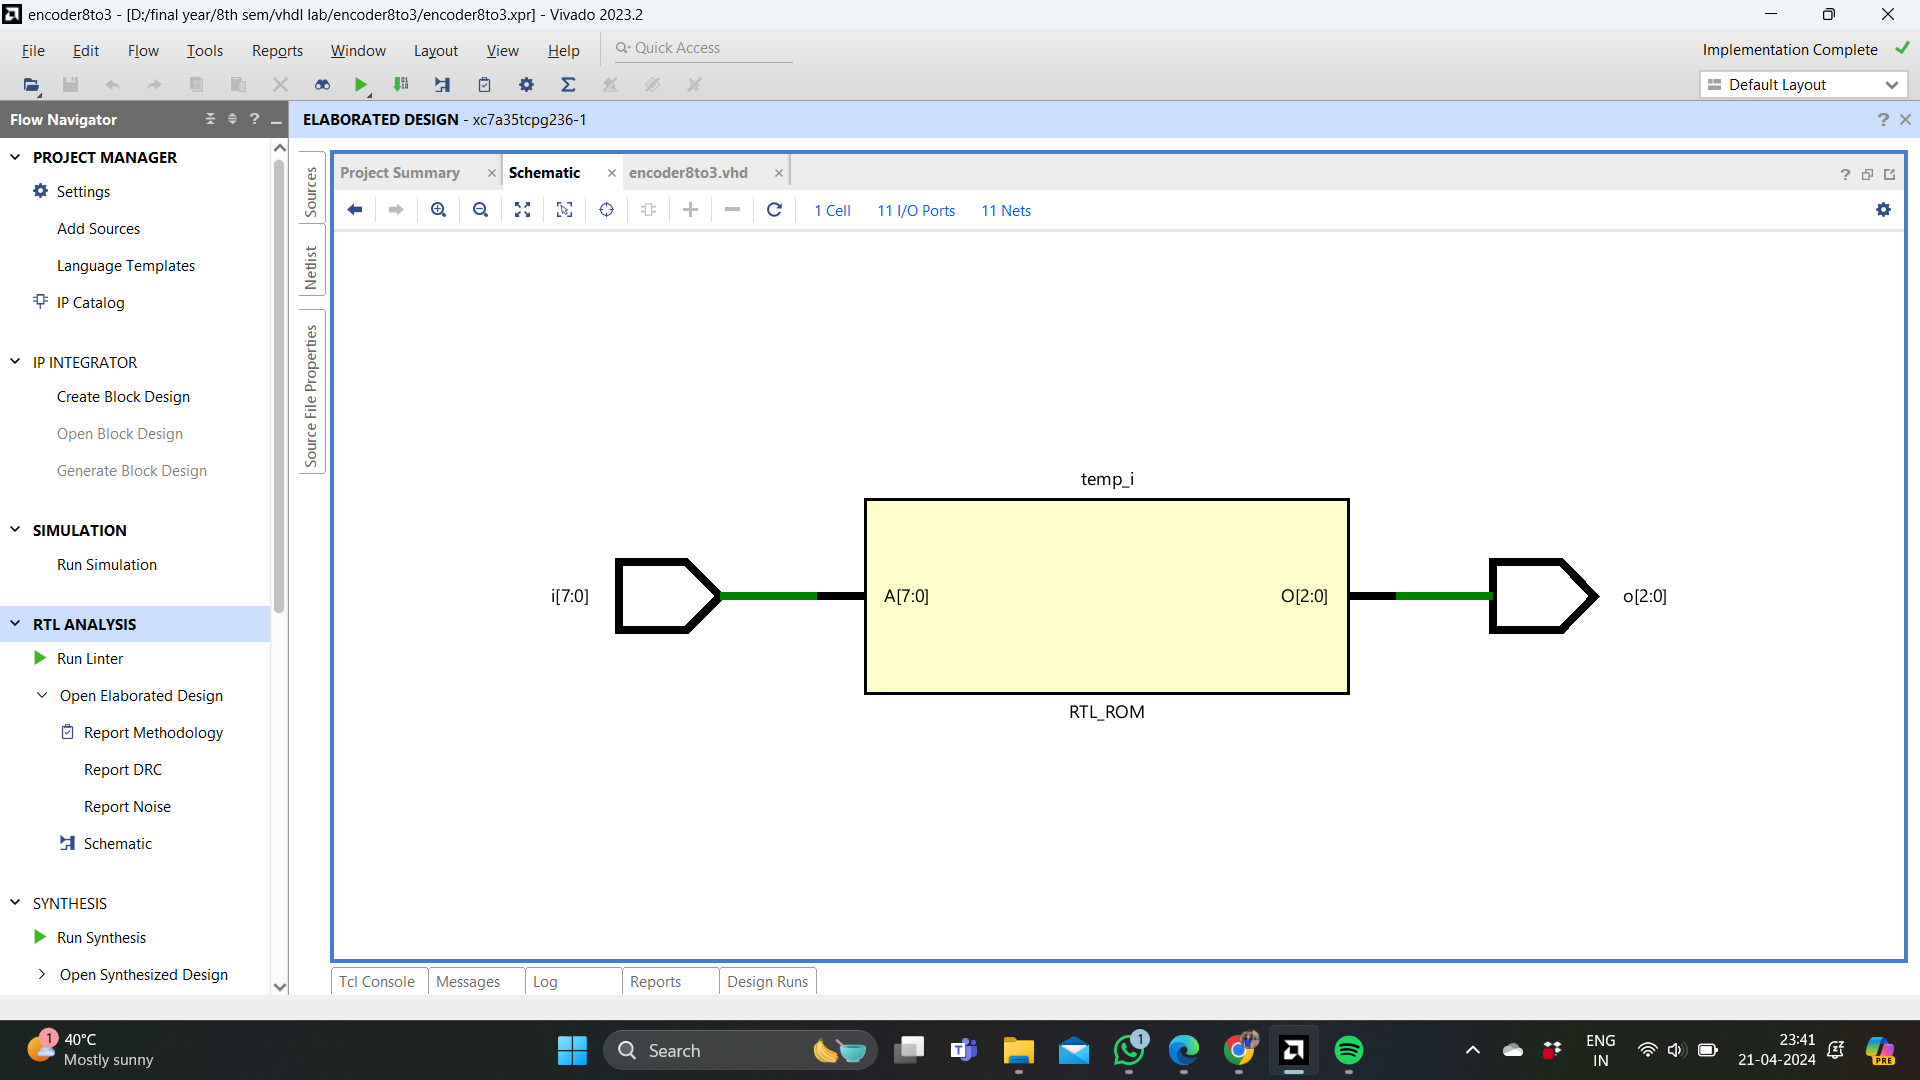 encoder8to3 - [D:/final year/8th sem/vhdl lab/encoder8to3/encoder8to3.xpr] - Vivado 2023.2
File Edit Flow Tools Reports Window Layout View Help Quick Access
Implementation Complete
Default Layout
Flow Navigator
ELABORATED DESIGN - xc7a35tcpg236-1
PROJECT MANAGER
Settings
Add Sources
Language Templates
IP Catalog
IP INTEGRATOR
Create Block Design
Open Block Design
Generate Block Design
SIMULATION
Run Simulation
RTL ANALYSIS
Run Linter
Open Elaborated Design
Report Methodology
Report DRC
Report Noise
Schematic
SYNTHESIS
Run Synthesis
Open Synthesized Design
Sources
Netlist
Source File Properties
Project Summary Schematic encoder8to3.vhd
1 Cell 11 I/O Ports 11 Nets
temp_i
i[7:0] A[7:0] O[2:0] o[2:0]
RTL_ROM
Tcl Console Messages Log Reports Design Runs
1
40°C
Mostly sunny
Search
1
ENG
IN
23:41
21-04-2024
PRE